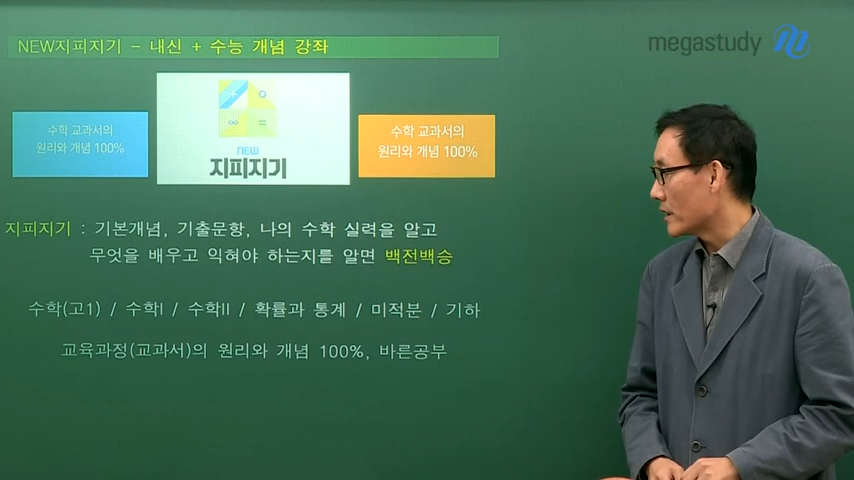 NEW지피지기 - 내신 + 수능 개념 강좌
megastudy
수학 교과서의
원리와 개념 100%
+
∞ =
NEW
지피지기
수학 교과서의
원리와 개념 100%
지피지기 : 기본개념, 기출문항, 나의 수학 실력을 알고
무엇을 배우고 익혀야 하는지를 알면 백전백승
수학(고1) / 수학I / 수학II / 확률과 통계 / 미적분 / 기하
교육과정(교과서)의 원리와 개념 100%, 바른공부